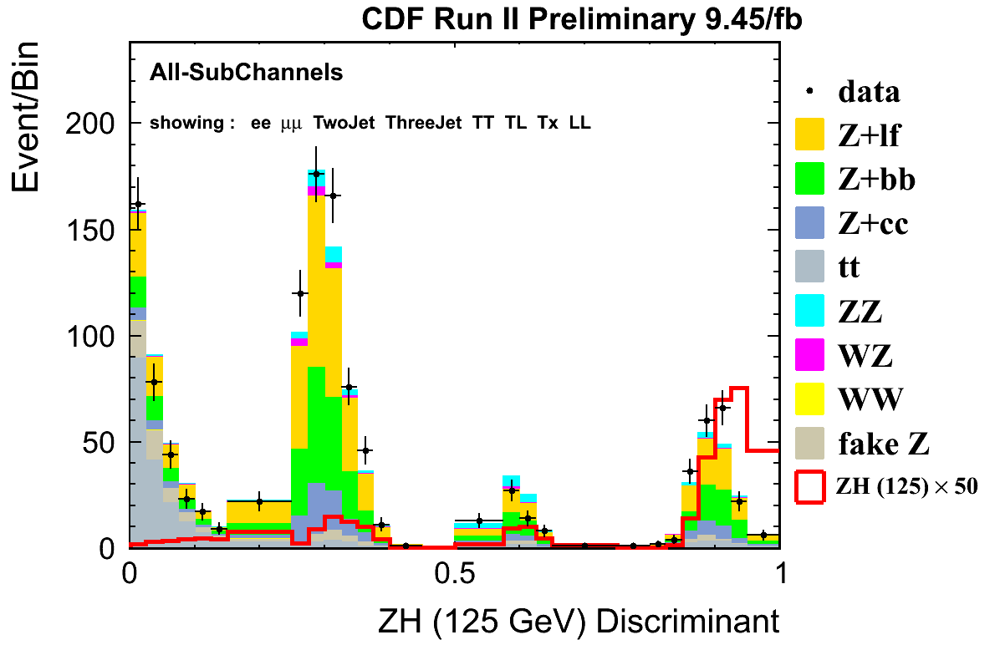 CDF Run II Preliminary 9.45/fb
Event/Bin
All-SubChannels
showing : ee μμ TwoJet ThreeJet TT TL Tx LL
200
150
100
50
0
0 0.5 1
ZH (125 GeV) Discriminant
data
Z+lf
Z+bb
Z+cc
tt
ZZ
WZ
WW
fake Z
ZH (125) × 50